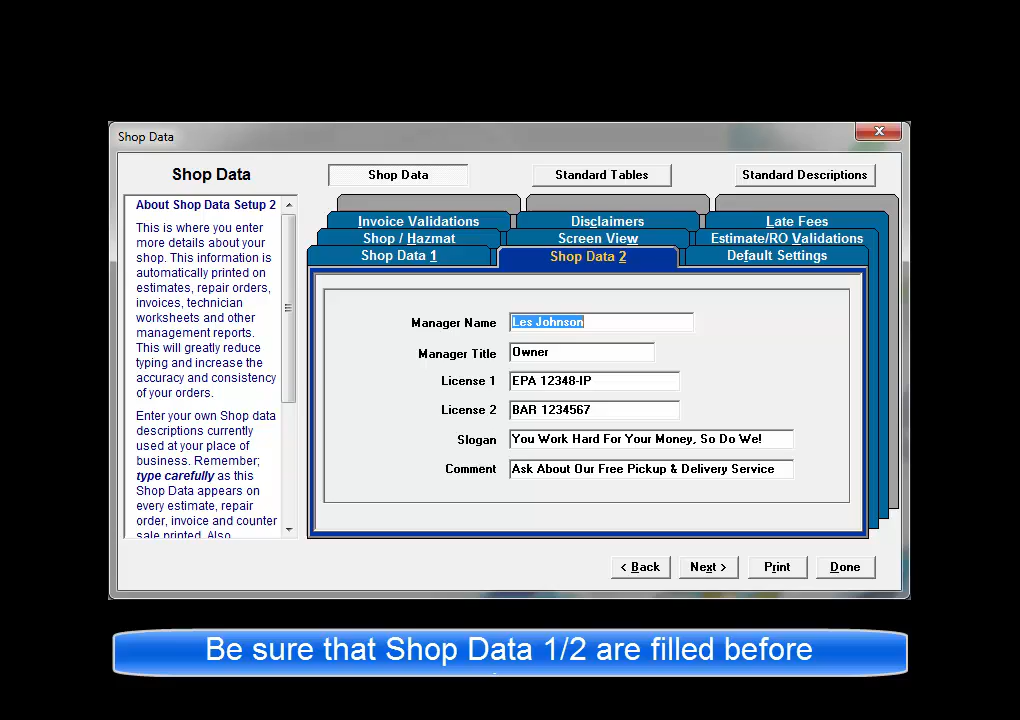 Shop Data
Shop Data
Shop Data
Standard Tables
Standard Descriptions
About Shop Data Setup 2
This is where you enter
more details about your
shop. This information is
automatically printed on
estimates, repair orders,
invoices, technician
worksheets and other
management reports.
This will greatly reduce
typing and increase the
accuracy and consistency
of your orders.
Enter your own Shop data
descriptions currently
used at your place of
business. Remember;
type carefully as this
Shop Data appears on
every estimate, repair
order, invoice and counter
sale printed. Also
Invoice Validations
Disclaimers
Late Fees
Shop / Hazmat
Screen View
Estimate/RO Validations
Shop Data 1
Shop Data 2
Default Settings
Manager Name Les Johnson
Manager Title Owner
License 1 EPA 12348-IP
License 2 BAR 1234567
Slogan You Work Hard For Your Money, So Do We!
Comment Ask About Our Free Pickup & Delivery Service
< Back
Next >
Print
Done
Be sure that Shop Data 1/2 are filled before